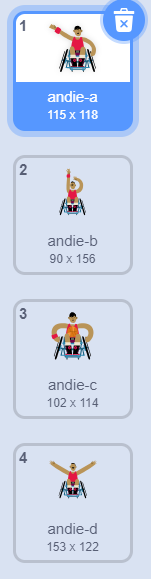 1
andie-a
115 x 118
2
andie-b
90 x 156
3
andie-c
102 x 114
4
andie-d
153 x 122